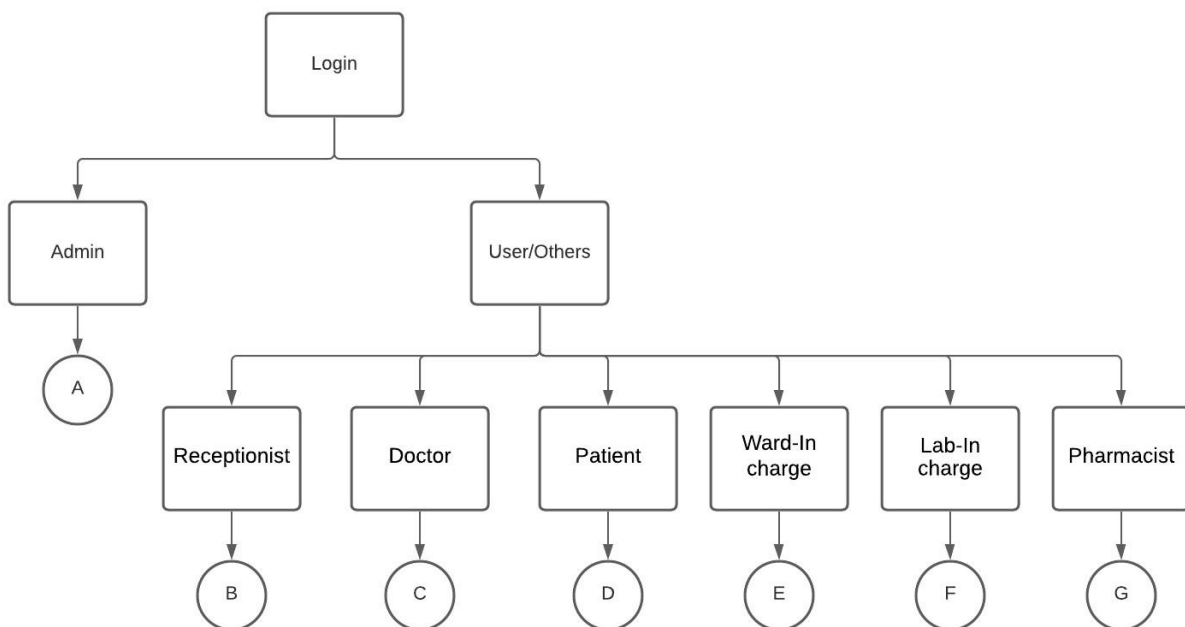 Login
Admin
User/Others
A
Receptionist
Doctor
Patient
Ward-In
charge
Lab-In
charge
Pharmacist
B
C
D
E
F
G